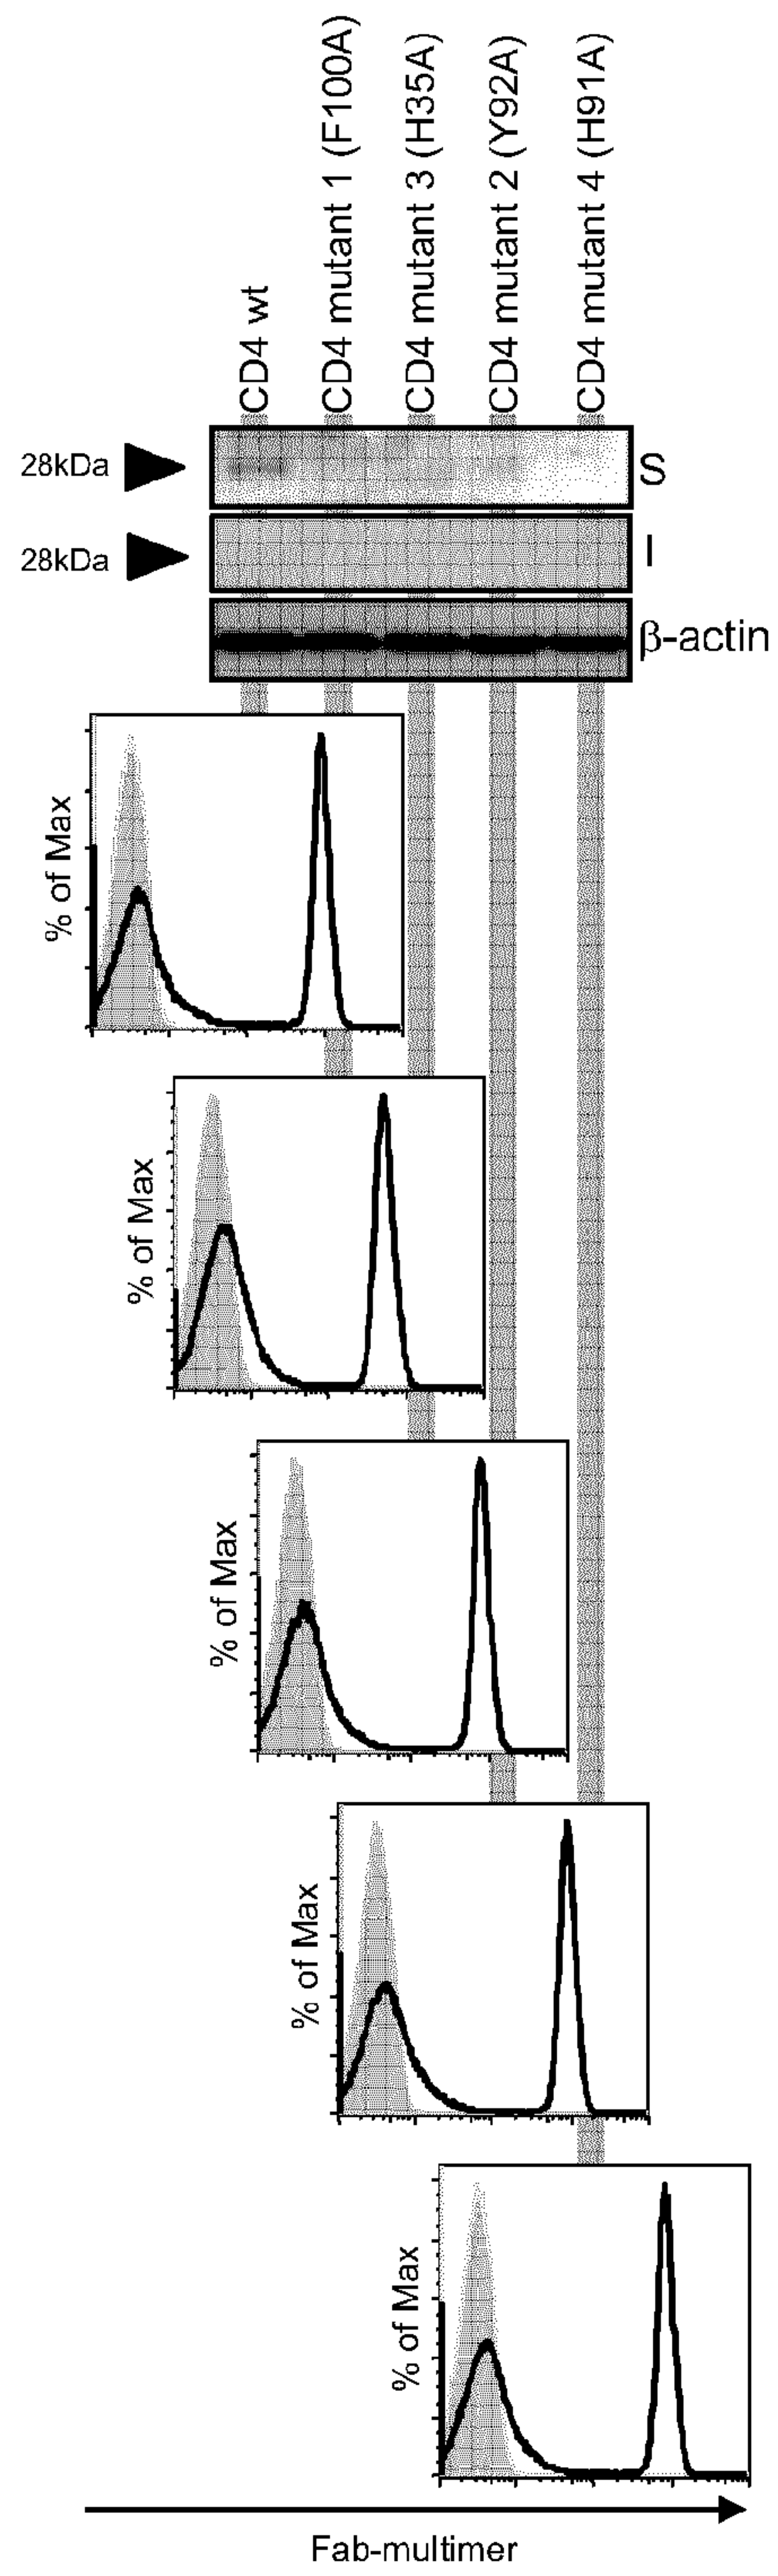 CD4 wt
CD4 mutant 1 (F100A)
CD4 mutant 3 (H35A)
CD4 mutant 2 (Y92A)
CD4 mutant 4 (H91A)
28kDa
S
28kDa
I
β-actin
% of Max
% of Max
% of Max
% of Max
% of Max
Fab-multimer